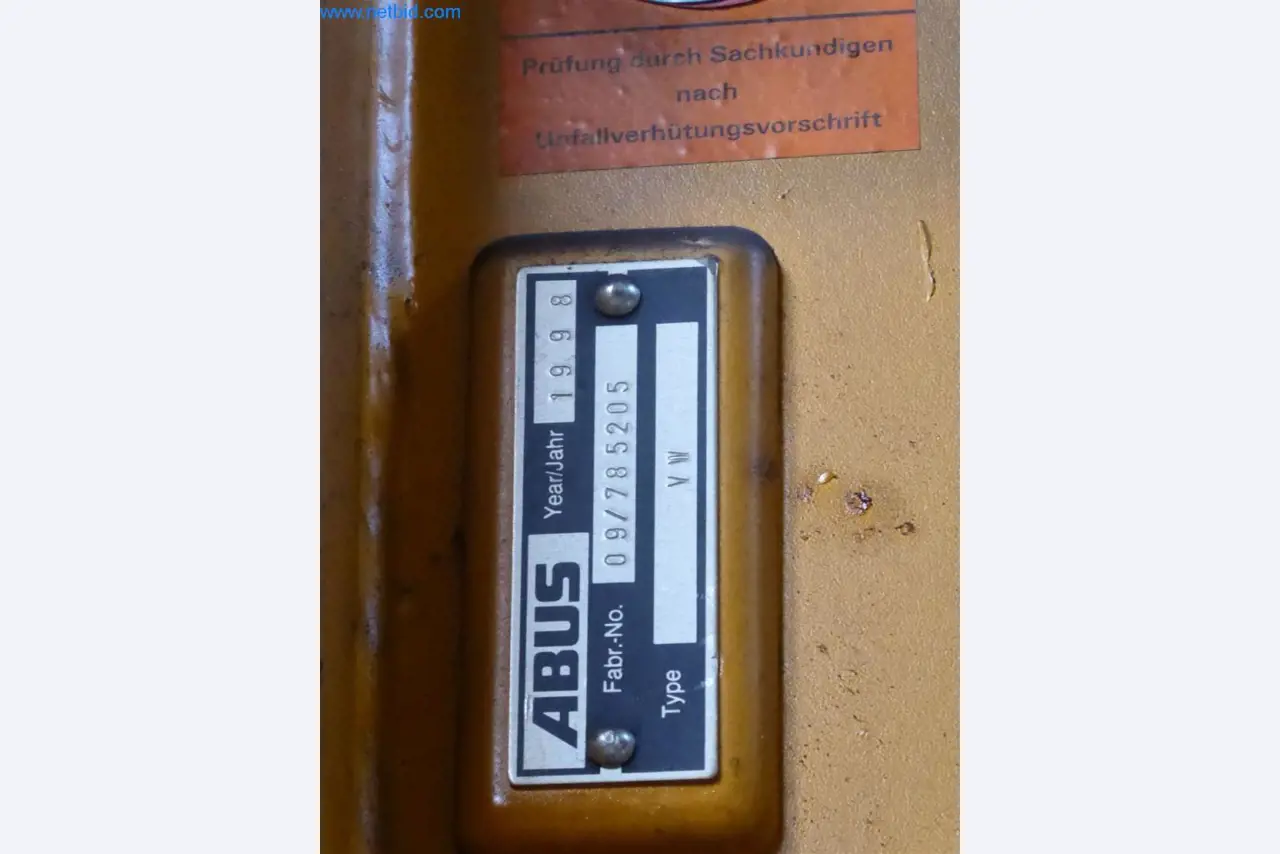 www.netbid.com
Prüfung durch Sachkundigen
nach
Unfallverhütungsvorschrift
ABUS Year/Jahr 1998
Fabr.-No. 09/785205
Type VW